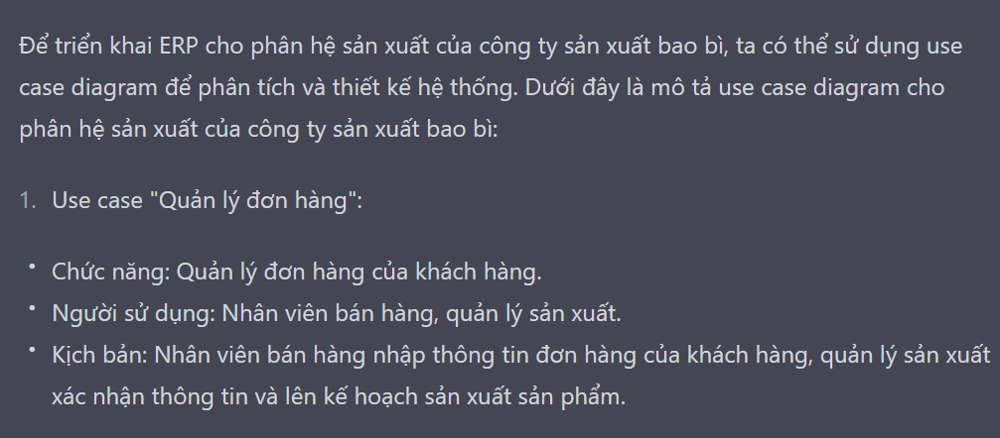 Để triển khai ERP cho phân hệ sản xuất của công ty sản xuất bao bì, ta có thể sử dụng use
case diagram để phân tích và thiết kế hệ thống. Dưới đây là mô tả use case diagram cho
phân hệ sản xuất của công ty sản xuất bao bì:
1. Use case "Quản lý đơn hàng":
• Chức năng: Quản lý đơn hàng của khách hàng.
• Người sử dụng: Nhân viên bán hàng, quản lý sản xuất.
• Kịch bản: Nhân viên bán hàng nhập thông tin đơn hàng của khách hàng, quản lý sản xuất
xác nhận thông tin và lên kế hoạch sản xuất sản phẩm.